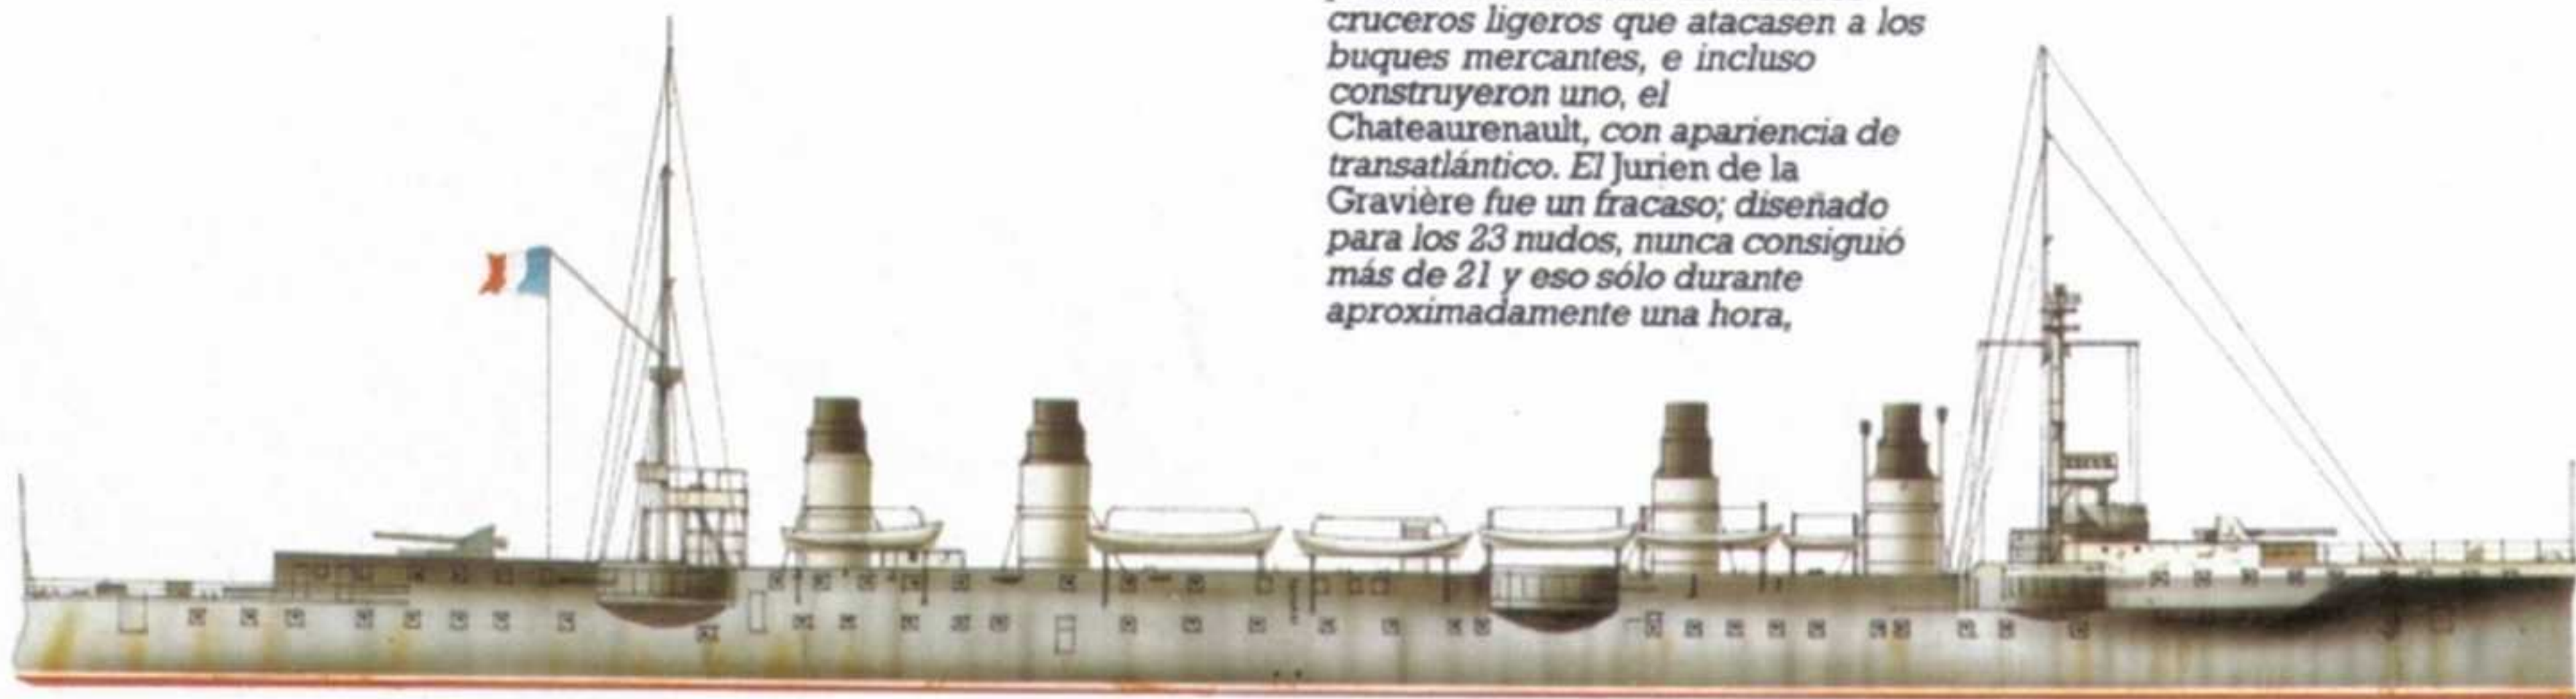 cruceros ligeros que atacasen a los
buques mercantes, e incluso
construyeron uno, el
Chateaurenault, con apariencia de
transatlántico. El Jurien de la
Gravière fue un fracaso; diseñado
para los 23 nudos, nunca consiguió
más de 21 y eso sólo durante
aproximadamente una hora,